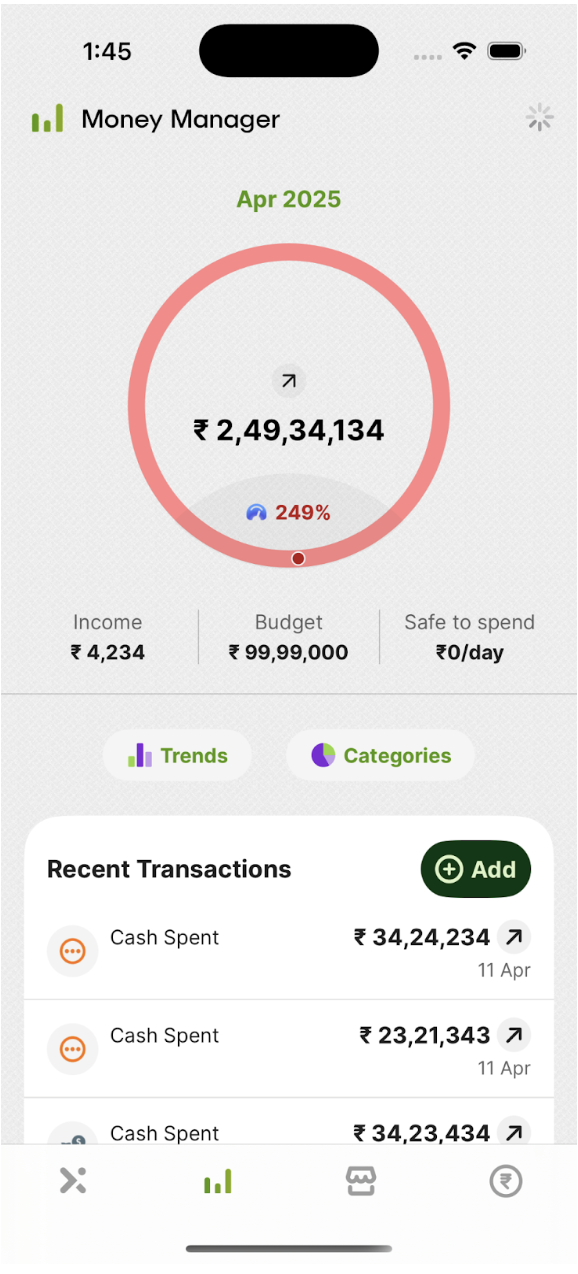 1:45
Money Manager
Apr 2025
₹ 2,49,34,134
249%
Income
Budget
Safe to spend
₹ 4,234
₹ 99,99,000
₹0/day
Trends
Categories
Recent Transactions
Add
Cash Spent
₹ 34,24,234
11 Apr
Cash Spent
₹ 23,21,343
11 Apr
Cash Spent
₹ 34,23,434